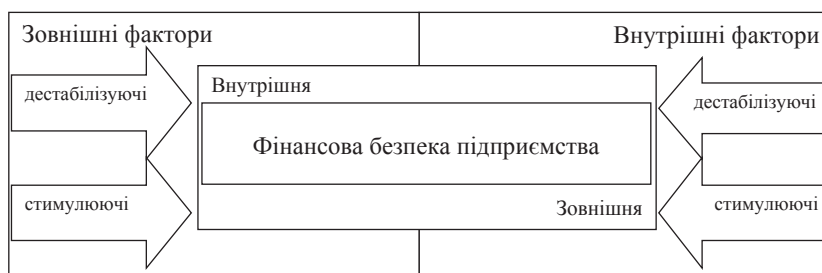 Зовнішні фактори
Внутрішні фактори
дестабілізуючі
Внутрішня
дестабілізуючі
Фінансова безпека підприємства
стимулюючі
Зовнішня
стимулюючі